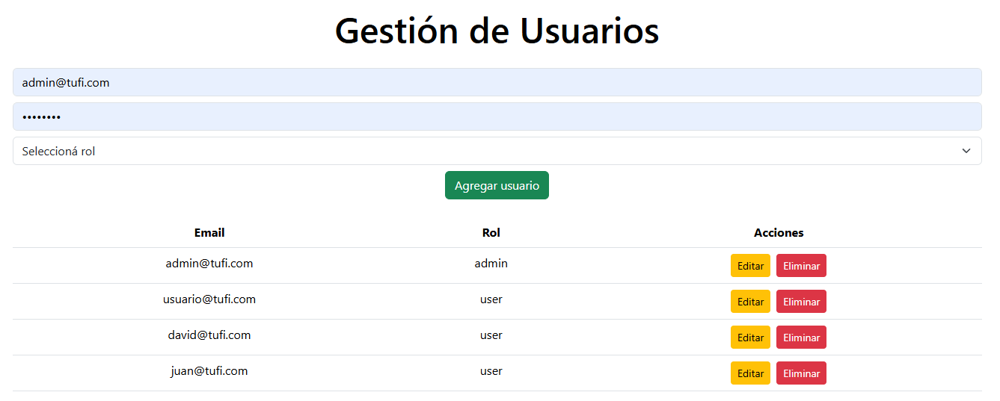 Gestión de Usuarios
admin@tufi.com
••••••••
Seleccioná rol
Agregar usuario
Email Rol Acciones
admin@tufi.com admin Editar Eliminar
usuario@tufi.com user Editar Eliminar
david@tufi.com user Editar Eliminar
juan@tufi.com user Editar Eliminar